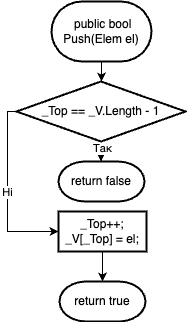 public bool
Push(Elem el)
_Top == _V.Length - 1
Так
return false
Ні
_Top++;
_V[_Top] = el;
return true